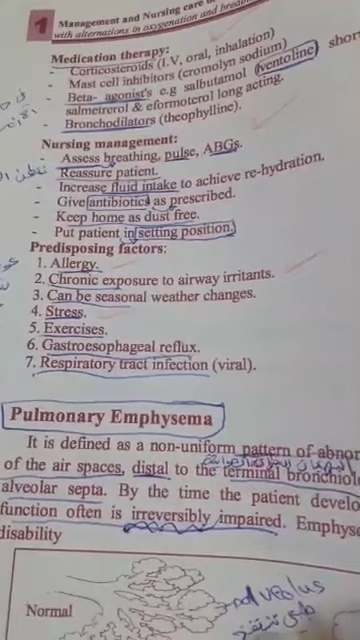 1
Management and Nursing care
with alternations in oxygenation and
Medication therapy:
- Corticosteroids (I.V, oral, inhalation)
- Mast cell inhibitors (cromolyn sodium)
- Beta- agonist's e.g salbutamol (ventoline) short
salmetrerol & eformoterol long acting.
- Bronchodilators (theophylline).
Nursing management:
- Assess breathing, pulse, ABGs.
- Reassure patient.
- Increase fluid intake to achieve re-hydration.
- Give antibiotics as prescribed.
- Keep home as dust free.
- Put patient in setting position.
Predisposing factors:
1. Allergy.
2. Chronic exposure to airway irritants.
3. Can be seasonal weather changes.
4. Stress.
5. Exercises.
6. Gastroesophageal reflux.
7. Respiratory tract infection (viral).
Pulmonary Emphysema
It is defined as a non-uniform pattern of abnor
of the air spaces, distal to the terminal bronchiol
alveolar septa. By the time the patient develo
function often is irreversibly impaired. Emphyse
disability
Normal